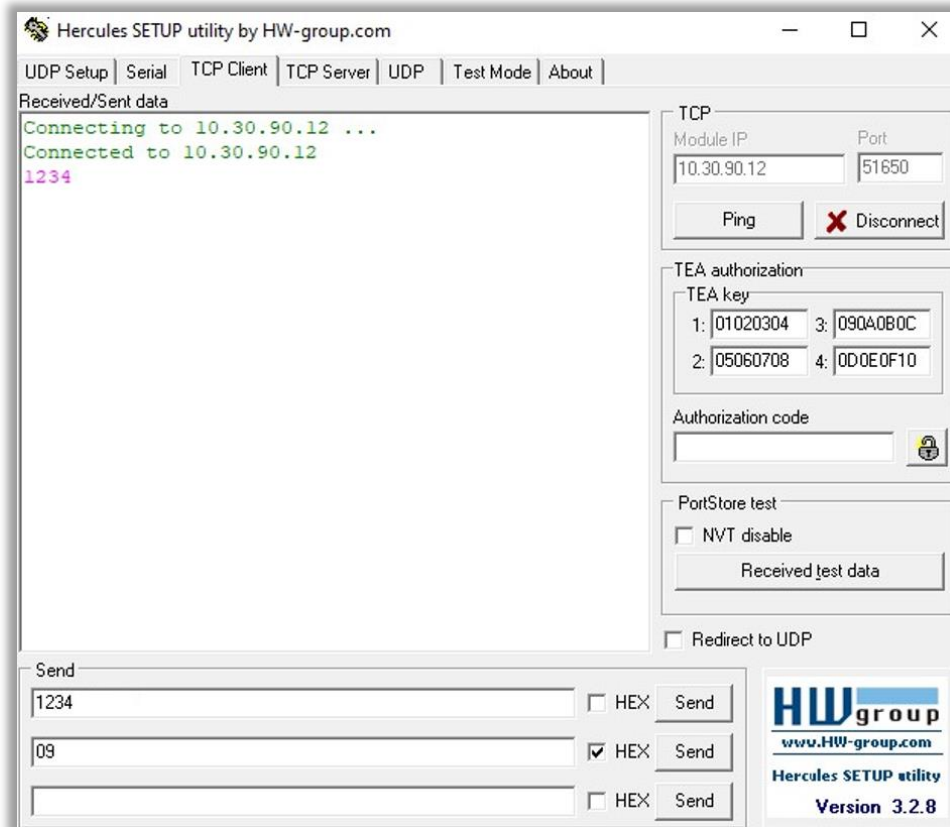 Hercules SETUP utility by HW-group.com
UDP Setup Serial TCP Client TCP Server UDP Test Mode About
Received/Sent data
Connecting to 10.30.90.12 ...
Connected to 10.30.90.12
1234
TCP
Module IP Port
10.30.90.12 51650
Ping Disconnect
TEA authorization
TEA key
1: 01020304 3: 090A0B0C
2: 05060708 4: 0D0E0F10
Authorization code
PortStore test
NVT disable
Received test data
Redirect to UDP
Send
1234 HEX Send
09 HEX Send
HEX Send
HW group
www.HW-group.com
Hercules SETUP utility
Version 3.2.8